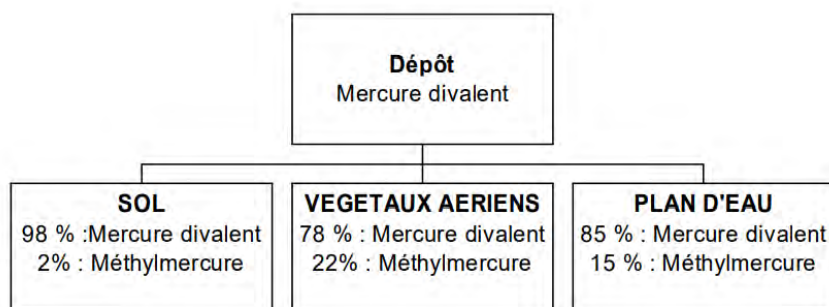 Dépôt
Mercure divalent
SOL
98 % :Mercure divalent
2% : Méthylmercure
VEGETAUX AERIENS
78 % : Mercure divalent
22% : Méthylmercure
PLAN D'EAU
85 % : Mercure divalent
15 % : Méthylmercure